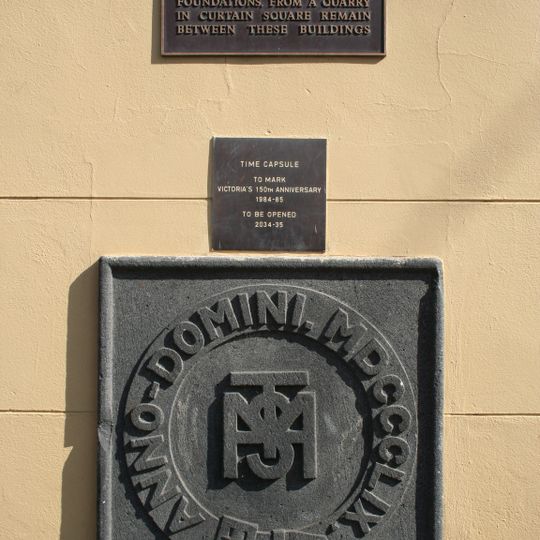 FOUNDATIONS, FROM A QUARRY
IN CURTAIN SQUARE REMAIN
BETWEEN THESE BUILDINGS
TIME CAPSULE
TO MARK
VICTORIA'S 150TH ANNIVERSARY
1984-85
TO BE OPENED
2034-35
ANNO-DOMINI. MDCCCLIX.